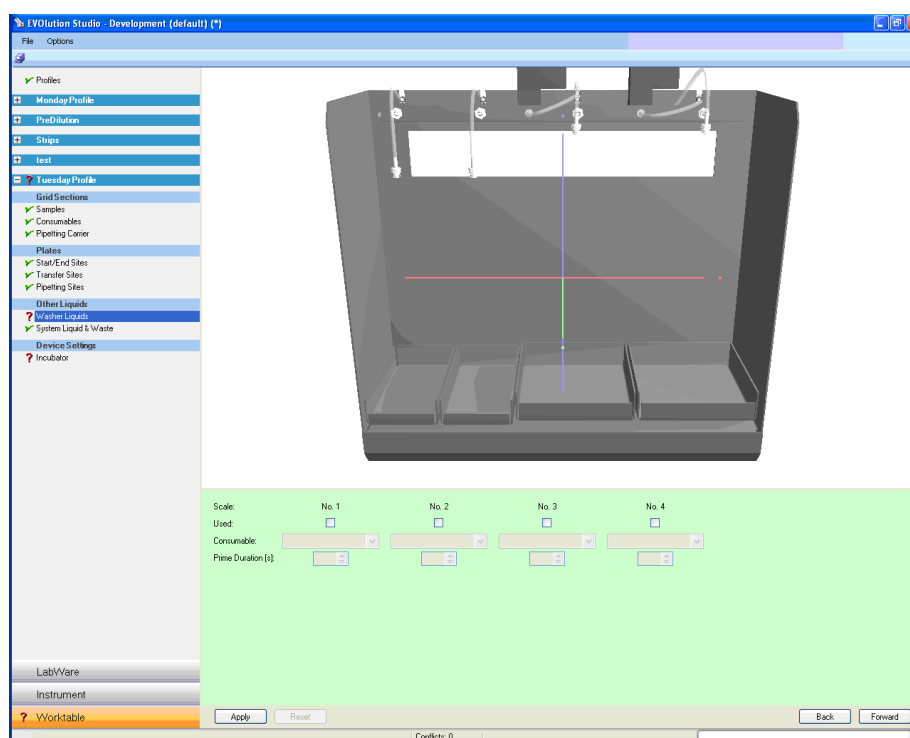 EVOlution Studio - Development (default) (*)
File Options
Profiles
Monday Profile
PreDilution
Strips
test
? Tuesday Profile
Grid Sections
Samples
Consumables
Pipetting Carrier
Plates
Start/End Sites
Transfer Sites
Pipetting Sites
Other Liquids
? Washer Liquids
System Liquid & Waste
Device Settings
? Incubator
Scale: No. 1 No. 2 No. 3 No. 4
Used:
Consumable:
Prime Duration [s]:
LabWare
Instrument
? Worktable
Apply Reset Back Forward
Conflicts: 0